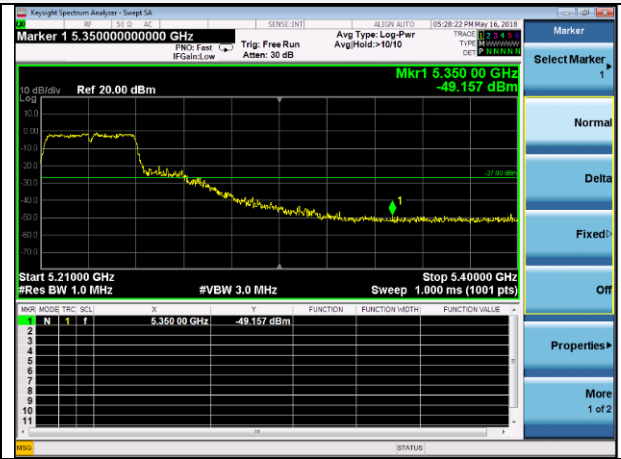 Keysight Spectrum Analyzer - Swept SA
RF 50 Ω AC SENSE:INT ALIGN AUTO 05:28:22 PM May 16, 2018
Marker 1 5.350000000000 GHz
PNO: Fast
IFGain:Low
Trig: Free Run
Atten: 30 dB
Avg Type: Log-Pwr
Avg|Hold:>10/10
TRACE 1 2 3 4 5 6
TYPE M W W W W W
DET P N N N N N
Mkr1 5.350 00 GHz
-49.157 dBm
10 dB/div Ref 20.00 dBm
Log
10.0
0.00
-10.0
-20.0
-27.00 dBm
-30.0
-40.0
1
-50.0
-60.0
-70.0
Start 5.21000 GHz Stop 5.40000 GHz
#Res BW 1.0 MHz #VBW 3.0 MHz Sweep 1.000 ms (1001 pts)
MKR MODE TRC SCL X Y FUNCTION FUNCTION WIDTH FUNCTION VALUE
1 N 1 f 5.350 00 GHz -49.157 dBm
2
3
4
5
6
7
8
9
10
11
MSG STATUS
Marker
Select Marker
1
Normal
Delta
Fixed
Off
Properties
More
1 of 2